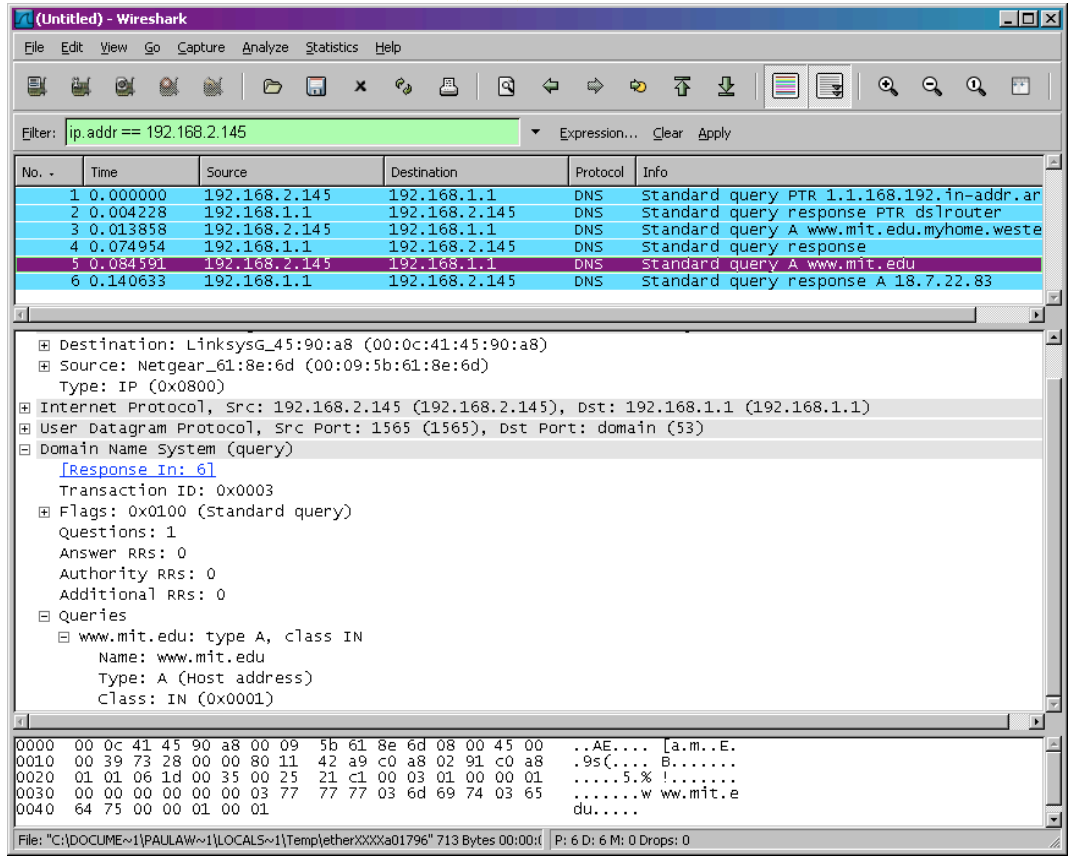 (Untitled) - Wireshark
File Edit View Go Capture Analyze Statistics Help
Filter: ip.addr == 192.168.2.145 Expression... Clear Apply
No. Time Source Destination Protocol Info
1 0.000000 192.168.2.145 192.168.1.1 DNS Standard query PTR 1.1.168.192.in-addr.ar
2 0.004228 192.168.1.1 192.168.2.145 DNS Standard query response PTR dslrouter
3 0.013858 192.168.2.145 192.168.1.1 DNS Standard query A www.mit.edu.myhome.weste
4 0.074954 192.168.1.1 192.168.2.145 DNS Standard query response
5 0.084591 192.168.2.145 192.168.1.1 DNS Standard query A www.mit.edu
6 0.140633 192.168.1.1 192.168.2.145 DNS Standard query response A 18.7.22.83
Destination: LinksysG_45:90:a8 (00:0c:41:45:90:a8)
Source: Netgear_61:8e:6d (00:09:5b:61:8e:6d)
Type: IP (0x0800)
Internet Protocol, Src: 192.168.2.145 (192.168.2.145), Dst: 192.168.1.1 (192.168.1.1)
User Datagram Protocol, Src Port: 1565 (1565), Dst Port: domain (53)
Domain Name System (query)
[Response In: 6]
Transaction ID: 0x0003
Flags: 0x0100 (Standard query)
Questions: 1
Answer RRs: 0
Authority RRs: 0
Additional RRs: 0
Queries
www.mit.edu: type A, class IN
Name: www.mit.edu
Type: A (Host address)
Class: IN (0x0001)
0000 00 0c 41 45 90 a8 00 09 5b 61 8e 6d 08 00 45 00 ..AE.... [a.m..E.
0010 00 39 73 28 00 00 80 11 42 a9 c0 a8 02 91 c0 a8 .9s(.... B.......
0020 01 01 06 1d 00 35 00 25 21 c1 00 03 01 00 00 01 .....5.% !.......
0030 00 00 00 00 00 00 03 77 77 77 03 6d 69 74 03 65 .......w ww.mit.e
0040 64 75 00 00 01 00 01 du.....
File: "C:\DOCUME~1\PAULAW~1\LOCALS~1\Temp\etherXXXXa01796" 713 Bytes 00:00:( P: 6 D: 6 M: 0 Drops: 0